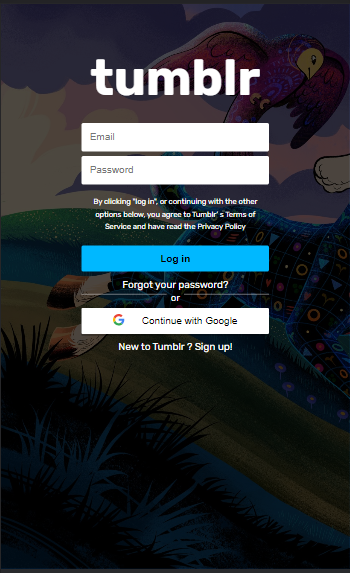 tumblr
Email
Password
By clicking "log in", or continuing with the other
options below, you agree to Tumblr' s Terms of
Service and have read the Privacy Policy
Log in
Forgot your password?
or
Continue with Google
New to Tumblr ? Sign up!